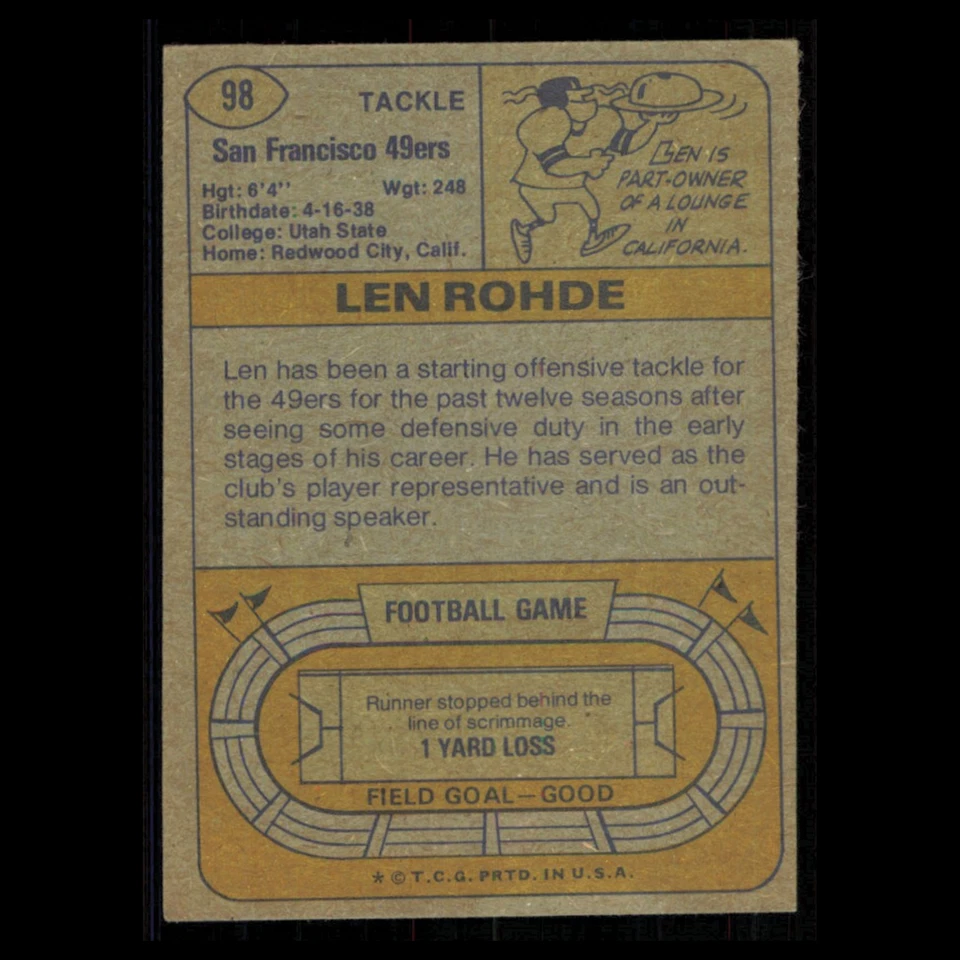 98
TACKLE
San Francisco 49ers
Hgt: 6'4'' Wgt: 248
Birthdate: 4-16-38
College: Utah State
Home: Redwood City, Calif.
LEN IS
PART-OWNER
OF A LOUNGE
IN
CALIFORNIA.
LEN ROHDE
Len has been a starting offensive tackle for
the 49ers for the past twelve seasons after
seeing some defensive duty in the early
stages of his career. He has served as the
club's player representative and is an out-
standing speaker.
FOOTBALL GAME
Runner stopped behind the
line of scrimmage.
1 YARD LOSS
FIELD GOAL—GOOD
* © T.C.G. PRTD. IN U.S.A.